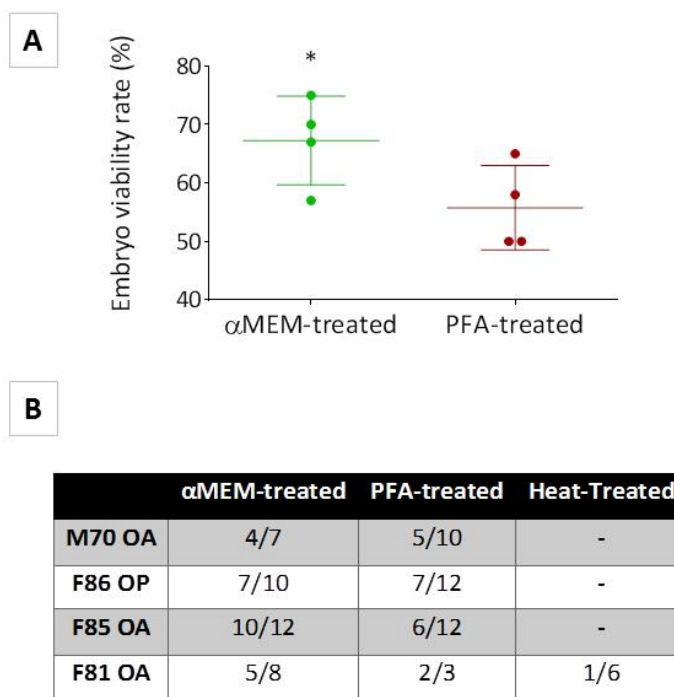 A
Embryo viability rate (%)
*
80
70
60
50
40
αMEM-treated PFA-treated
B
αMEM-treated PFA-treated Heat-Treated
M70 OA 4/7 5/10 -
F86 OP 7/10 7/12 -
F85 OA 10/12 6/12 -
F81 OA 5/8 2/3 1/6